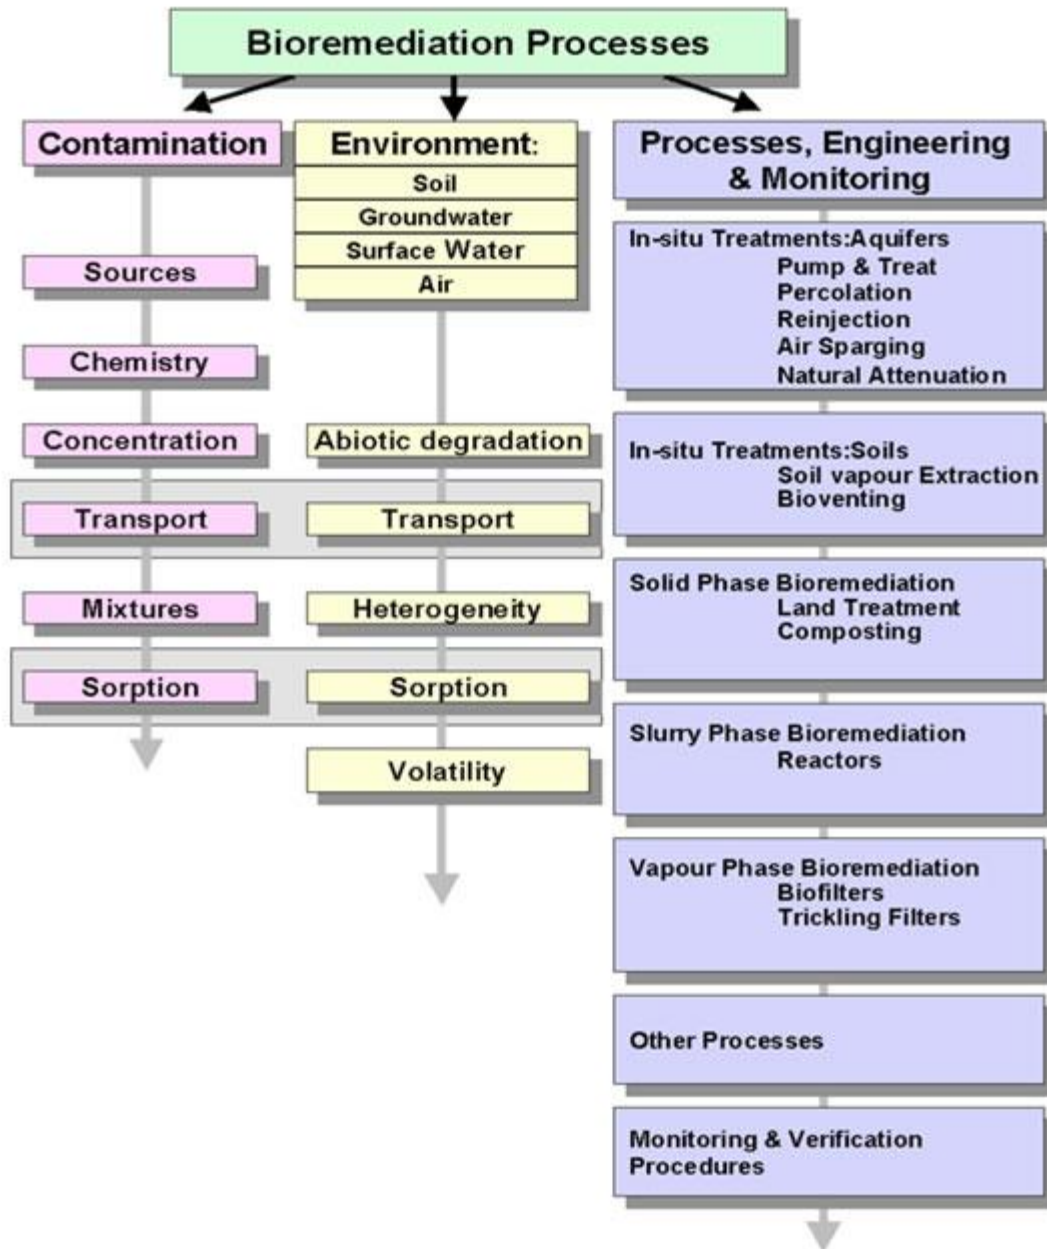 Bioremediation Processes
Contamination
Sources
Chemistry
Concentration
Transport
Mixtures
Sorption
Environment:
Soil
Groundwater
Surface Water
Air
Abiotic degradation
Transport
Heterogeneity
Sorption
Volatility
Processes, Engineering
& Monitoring
In-situ Treatments:Aquifers
Pump & Treat
Percolation
Reinjection
Air Sparging
Natural Attenuation
In-situ Treatments:Soils
Soil vapour Extraction
Bioventing
Solid Phase Bioremediation
Land Treatment
Composting
Slurry Phase Bioremediation
Reactors
Vapour Phase Bioremediation
Biofilters
Trickling Filters
Other Processes
Monitoring & Verification
Procedures